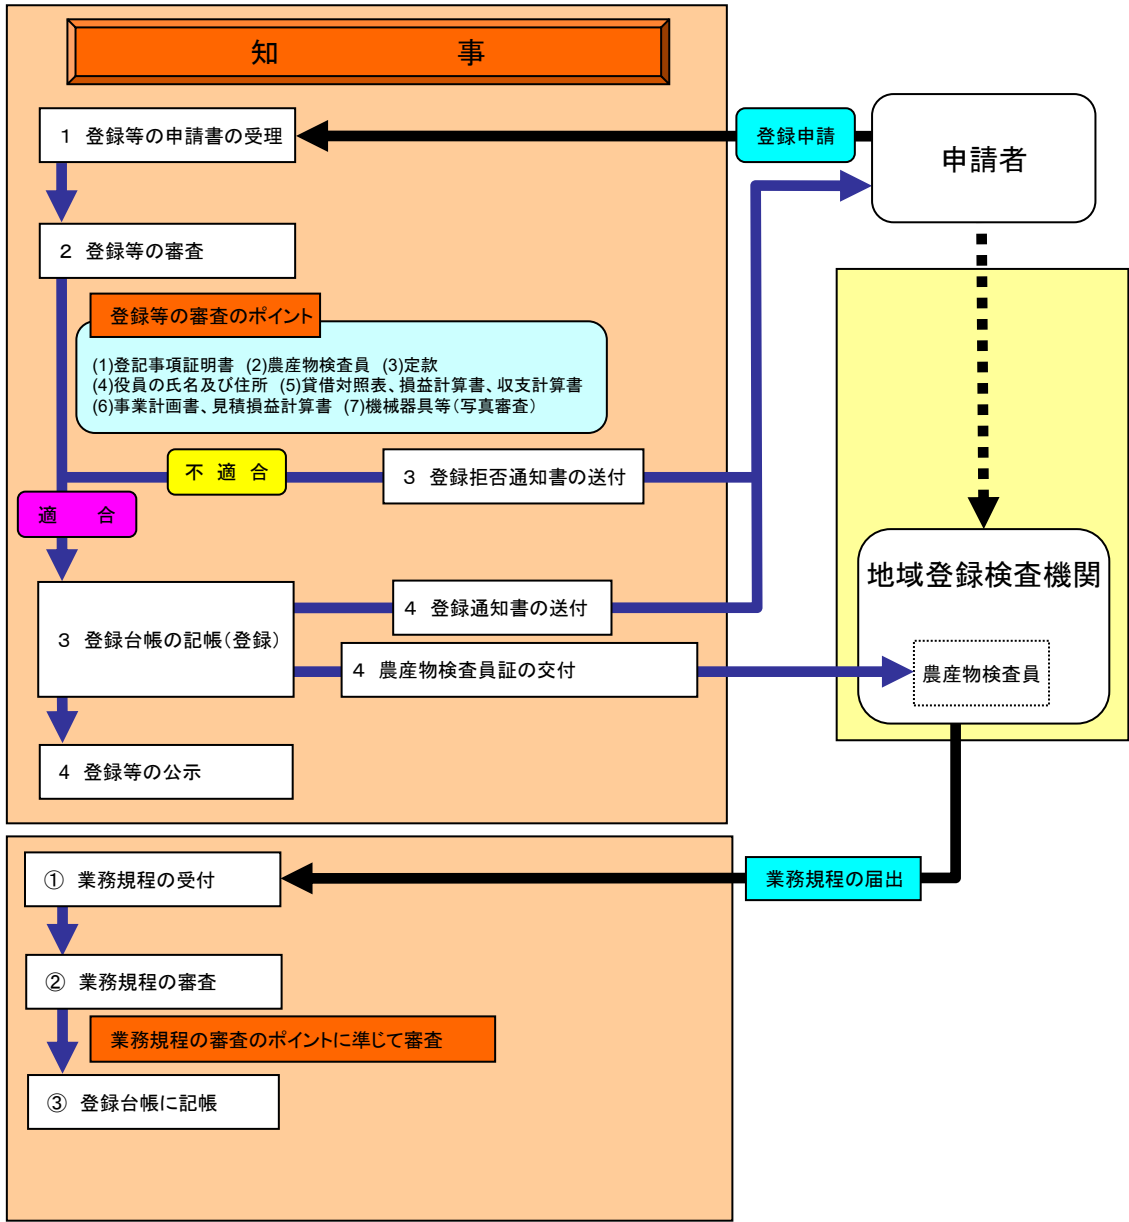 知　　　事
１　登録等の申請書の受理
登録申請
申請者
２　登録等の審査
登録等の審査のポイント
(1)登記事項証明書　(2)農産物検査員　(3)定款
(4)役員の氏名及び住所　(5)貸借対照表、損益計算書、収支計算書
(6)事業計画書、見積損益計算書　(7)機械器具等（写真審査）
不　適　合
３　登録拒否通知書の送付
適　　合
地域登録検査機関
４　登録通知書の送付
３　登録台帳の記帳（登録）
４　農産物検査員証の交付
農産物検査員
４　登録等の公示
①　業務規程の受付
業務規程の届出
②　業務規程の審査
業務規程の審査のポイントに準じて審査
③　登録台帳に記帳